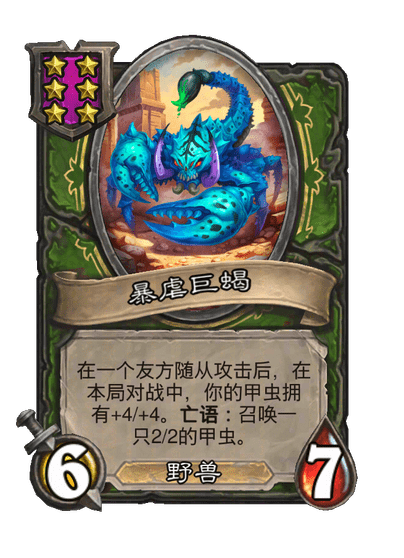 暴虐巨蝎
在一个友方随从攻击后，在
本局对战中，你的甲虫拥
有+4/+4。亡语：召唤一
只2/2的甲虫。
野兽
6
7